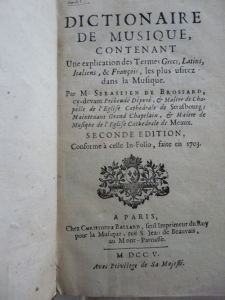 DICTIONAIRE
DE MUSIQUE,
CONTENANT
Une explication des Termes Grecs, Latins,
Italiens, & François, les plus usitez
dans la Musique.
Par M. SEBASTIEN DE BROSSARD,
cy-devant Prébendé Député, & Maître de Cha-
pelle de l'Eglise Cathedrale de Strasbourg;
Maintenant Grand Chapelain, & Maître de
Musique de l'Eglise Cathedrale de Meaux.
SECONDE EDITION,
Conforme à celle In-Folio, faite en 1703.
A PARIS,
Chez CHRISTOPHE BALLARD, seul Imprimeur du Roy
pour la Musique, ruë S. Jean de Beauvais,
au Mont-Parnasse.
M DCC V.
Avec Privilege de Sa Majesté.